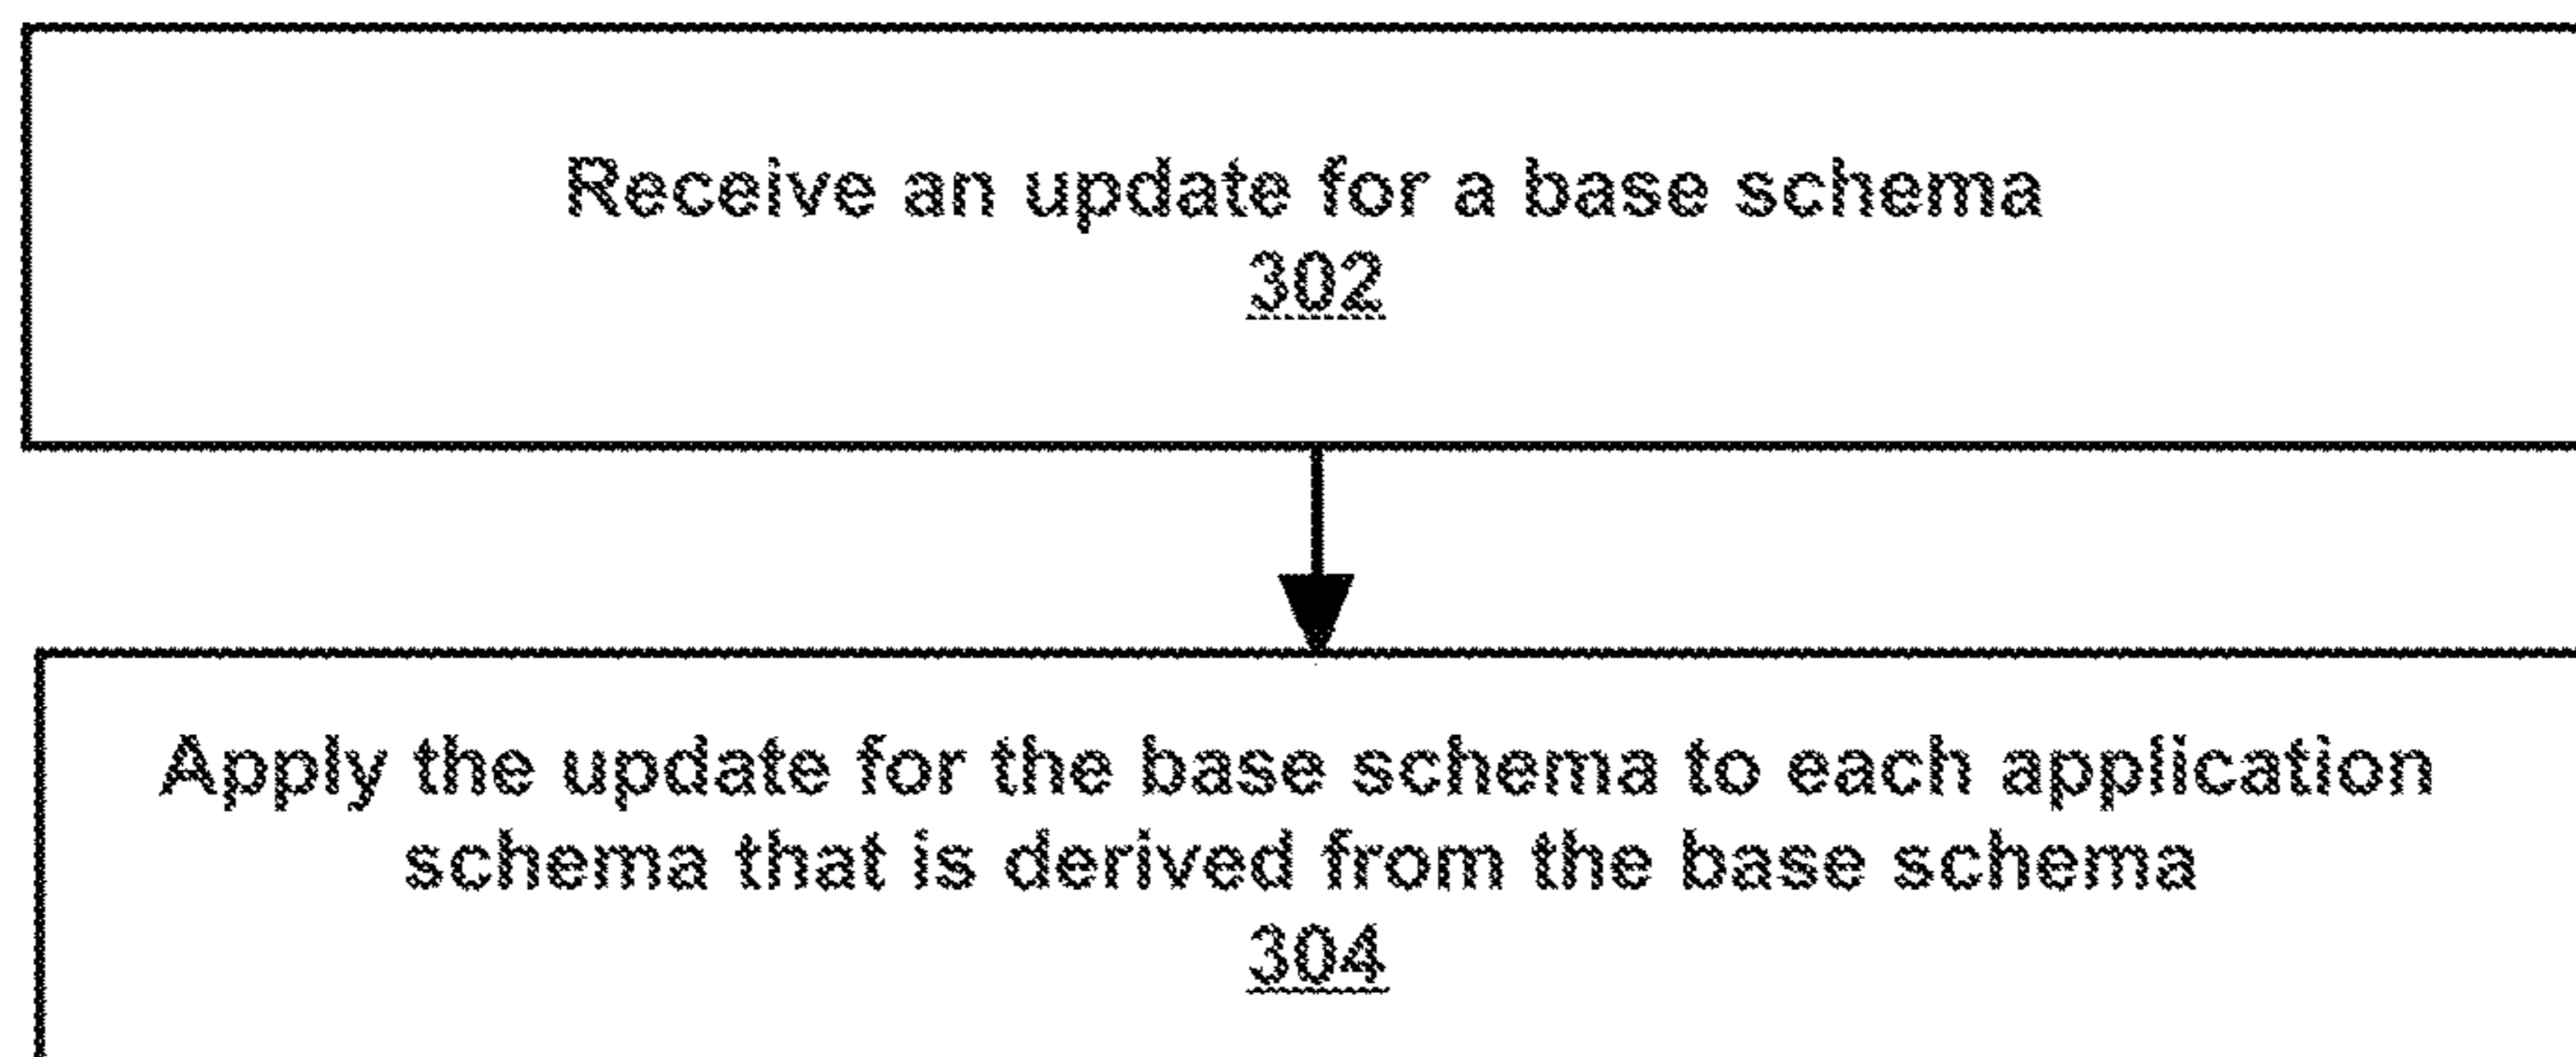 Receive an update for a base schema
302
Apply the update for the base schema to each application
schema that is derived from the base schema
304